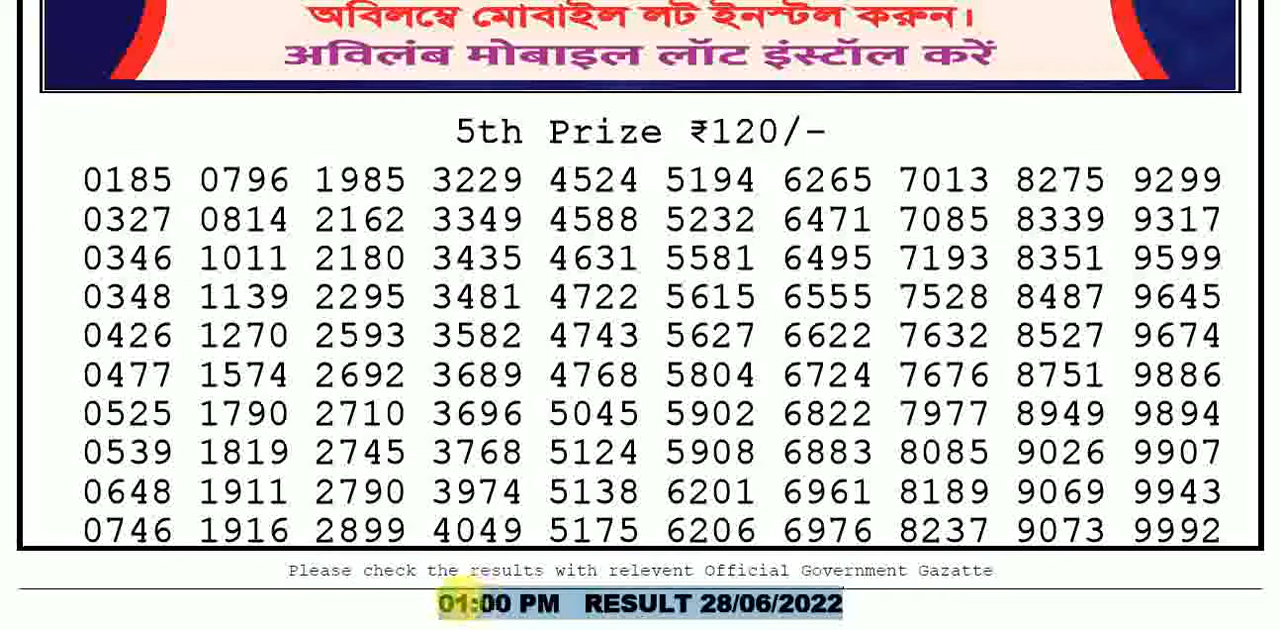 অবিলম্বে মোবাইল লট ইনস্টল করুন।
अविलंब मोबाइल लॉट इंस्टॉल करें
5th Prize ₹120/-
0185 0796 1985 3229 4524 5194 6265 7013 8275 9299
0327 0814 2162 3349 4588 5232 6471 7085 8339 9317
0346 1011 2180 3435 4631 5581 6495 7193 8351 9599
0348 1139 2295 3481 4722 5615 6555 7528 8487 9645
0426 1270 2593 3582 4743 5627 6622 7632 8527 9674
0477 1574 2692 3689 4768 5804 6724 7676 8751 9886
0525 1790 2710 3696 5045 5902 6822 7977 8949 9894
0539 1819 2745 3768 5124 5908 6883 8085 9026 9907
0648 1911 2790 3974 5138 6201 6961 8189 9069 9943
0746 1916 2899 4049 5175 6206 6976 8237 9073 9992
Please check the results with relevent Official Government Gazatte
01:00 PM RESULT 28/06/2022